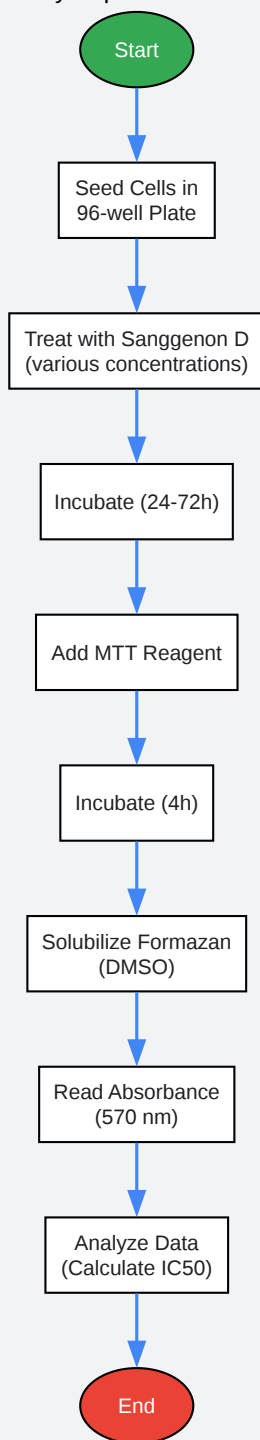 Start
Seed Cells in
96-well Plate
Treat with Sanggenon D
(various concentrations)
Incubate (24-72h)
Add MTT Reagent
Incubate (4h)
Solubilize Formazan
(DMSO)
Read Absorbance
(570 nm)
Analyze Data
(Calculate IC50)
End